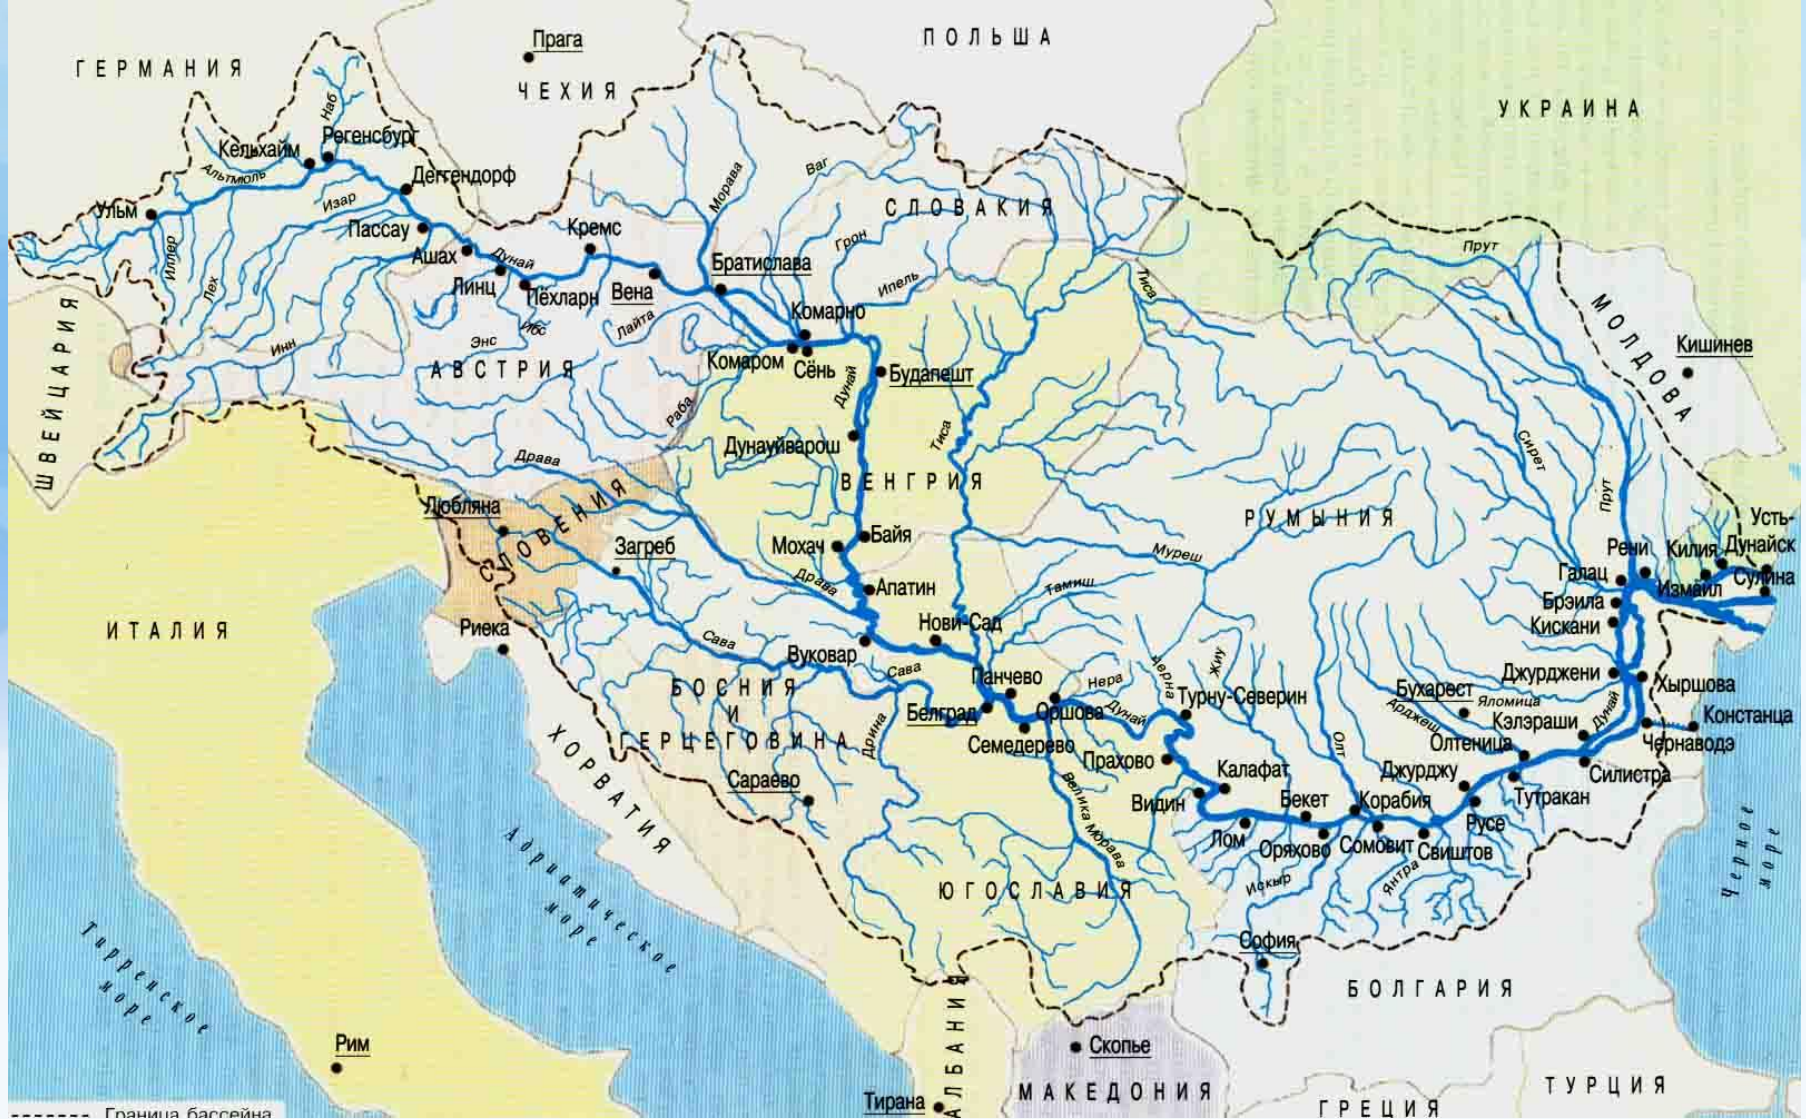 ГЕРМАНИЯ
Прага
ЧЕХИЯ
ПОЛЬША
УКРАИНА
Наб
Регенсбург
Кельхайм
Альтмюль
Деггендорф
Изар
Ульм
Пассау
Иллер
Лех
Ашах
Дунай
Линц
Пёхларн
Кремс
Вена
Морава
Ваг
СЛОВАКИЯ
Грон
Братислава
Ипель
Тиса
Прут
МОЛДОВА
Кишинев
ШВЕЙЦАРИЯ
Инн
Энс
Ибс
Лайта
АВСТРИЯ
Комарно
Комаром
Сёнь
Дунай
Будапешт
Раба
Дунауйварош
Тиса
ВЕНГРИЯ
Драва
Любляна
СЛОВЕНИЯ
Загреб
Мохач
Байя
Драва
Апатин
Муреш
Тамиш
РУМЫНИЯ
Сирет
Прут
Рени
Килия
Усть-
Дунайск
Галац
Измаил
Сулина
Брэила
Кискани
ИТАЛИЯ
Риека
Сава
Вуковар
Нови-Сад
Сава
БОСНИЯ
И
ГЕРЦЕГОВИНА
Дрина
Сараево
Панчево
Белград
Семедерево
Оршова
Нера
Дунай
Церна
Жиу
Турну-Северин
Прахово
Калафат
Видин
Лом
Бекет
Оряхово
Олт
Корабия
Сомовит
Свиштов
Русе
Джурджу
Бухарест
Яломица
Арджеш
Кэлэраши
Олтеница
Тутракан
Силистра
Дунай
Джурджени
Хыршова
Констанца
Чернаводэ
ХОРВАТИЯ
Велика Морава
ЮГОСЛАВИЯ
Искыр
Янтра
София
БОЛГАРИЯ
Черное
море
Адриатическое
море
Тирренское
море
Рим
Тирана
АЛБАНИЯ
Скопье
МАКЕДОНИЯ
ГРЕЦИЯ
ТУРЦИЯ
Граница бассейна